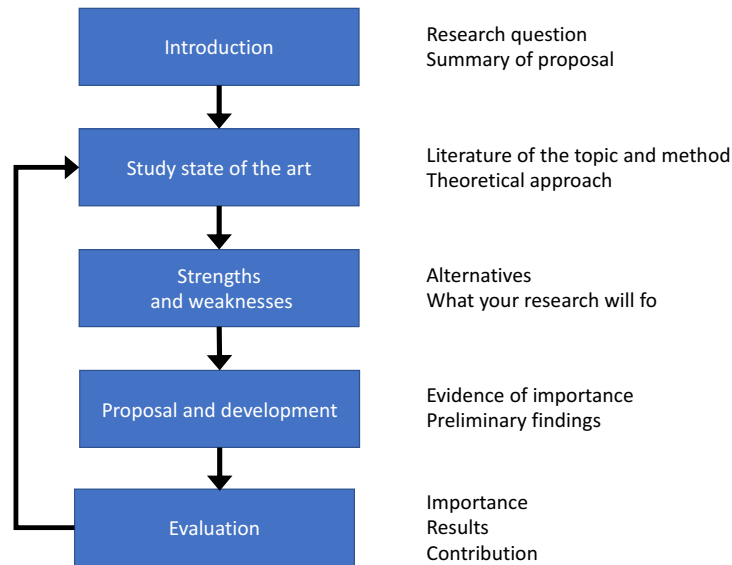 Introduction
Research question
Summary of proposal
Study state of the art
Literature of the topic and method
Theoretical approach
Strengths
and weaknesses
Alternatives
What your research will fo
Proposal and development
Evidence of importance
Preliminary findings
Evaluation
Importance
Results
Contribution